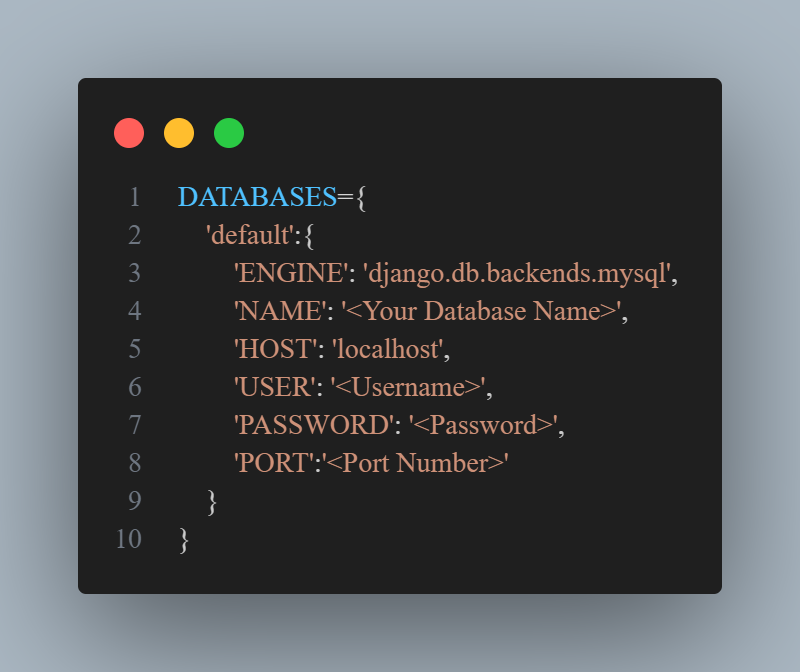 1 DATABASES={
2 'default':{
3 'ENGINE': 'django.db.backends.mysql',
4 'NAME': '<Your Database Name>',
5 'HOST': 'localhost',
6 'USER': '<Username>',
7 'PASSWORD': '<Password>',
8 'PORT':'<Port Number>'
9 }
10 }